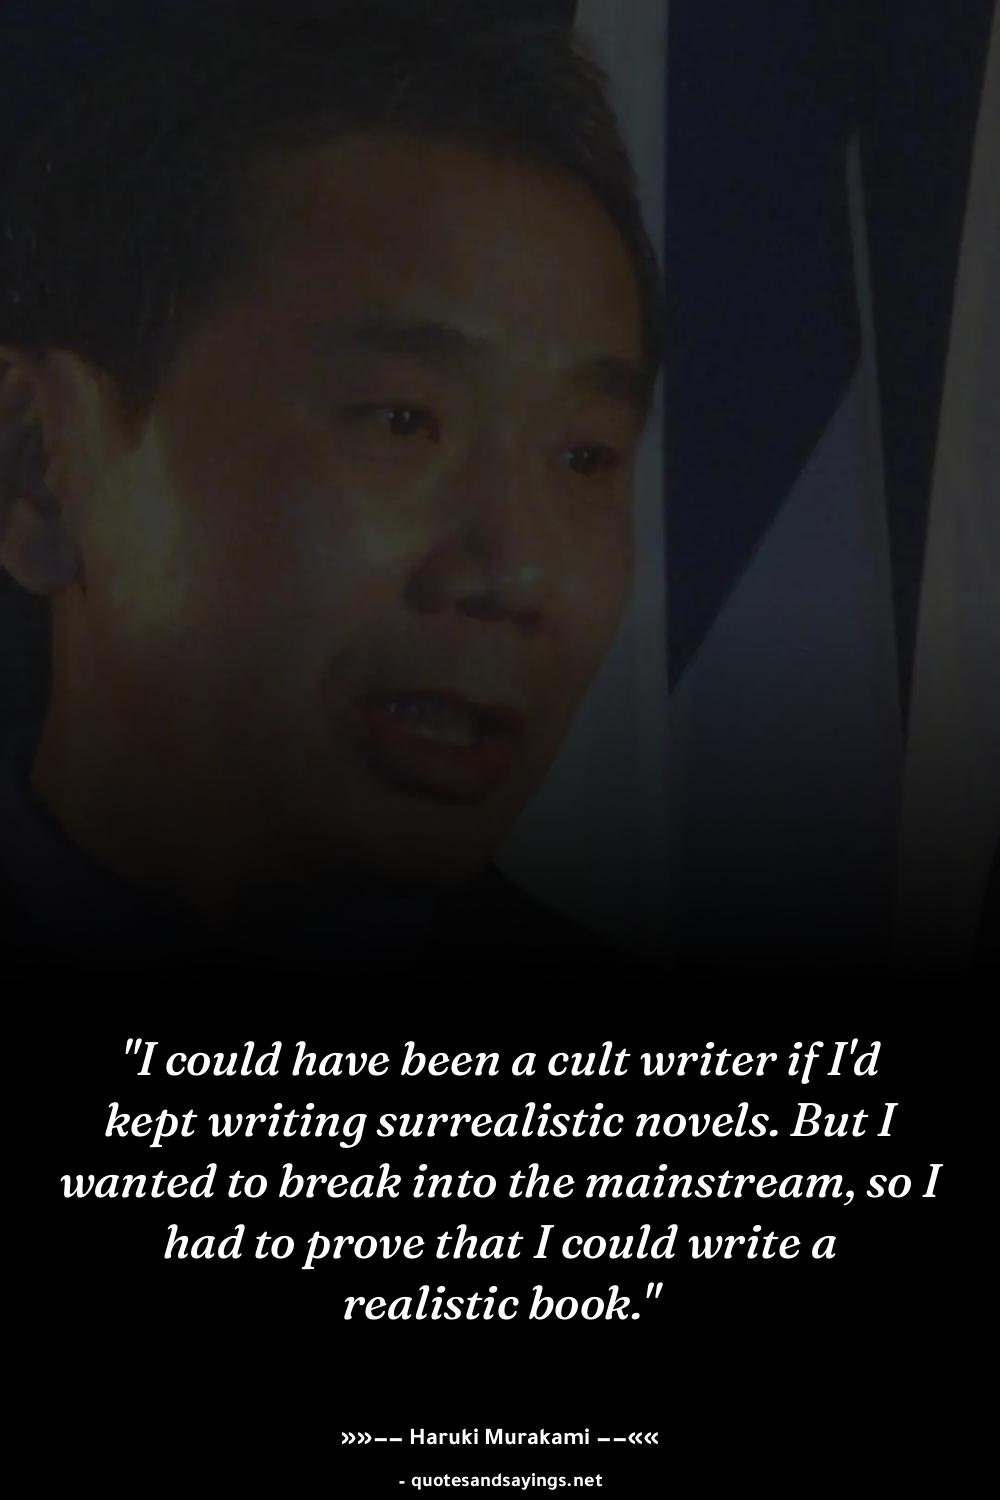 "I could have been a cult writer if I'd
kept writing surrealistic novels. But I
wanted to break into the mainstream, so I
had to prove that I could write a
realistic book."
»»−− Haruki Murakami −−««
- quotesandsayings.net